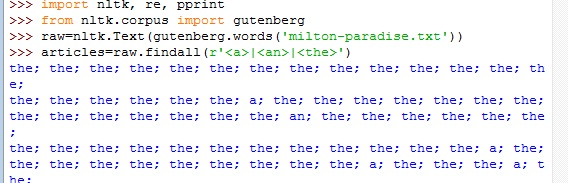 >>> import nltk, re, pprint
>>> from nltk.corpus import gutenberg
>>> raw=nltk.Text(gutenberg.words('milton-paradise.txt'))
>>> articles=raw.findall(r'<a>|<an>|<the>')
the; the; the; the; the; the; the; the; the; the; the; the; the; th
e;
the; the; the; the; the; the; a; the; the; the; the; the; the; the;
the; the; the; the; the; the; the; an; the; the; the; the; the; the
;
the; the; the; the; the; the; the; the; the; the; the; the; a; the;
the; the; the; the; the; the; the; the; the; a; the; the; the; a; t
he;